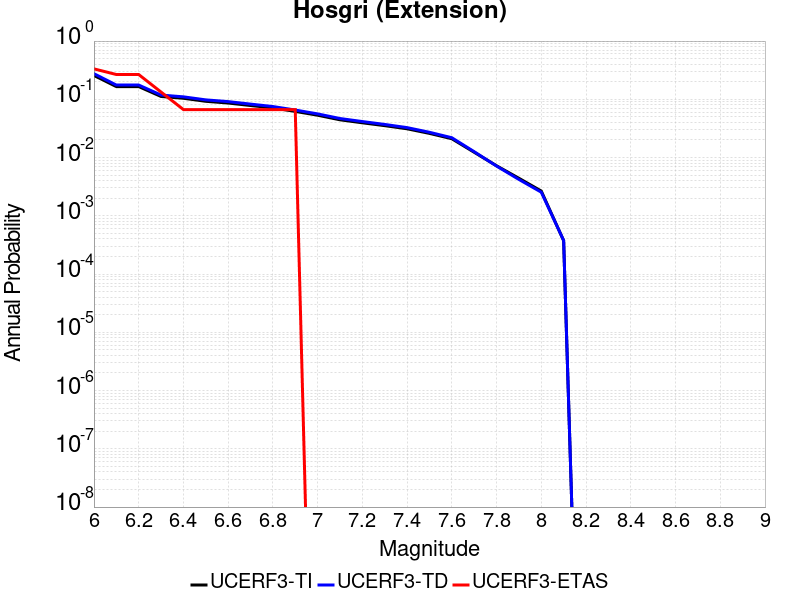 Hosgri (Extension)
10^0
10^-1
10^-2
10^-3
10^-4
10^-5
10^-6
10^-7
10^-8
Annual Probability
6 6.2 6.4 6.6 6.8 7 7.2 7.4 7.6 7.8 8 8.2 8.4 8.6 8.8 9
Magnitude
UCERF3-TI UCERF3-TD UCERF3-ETAS